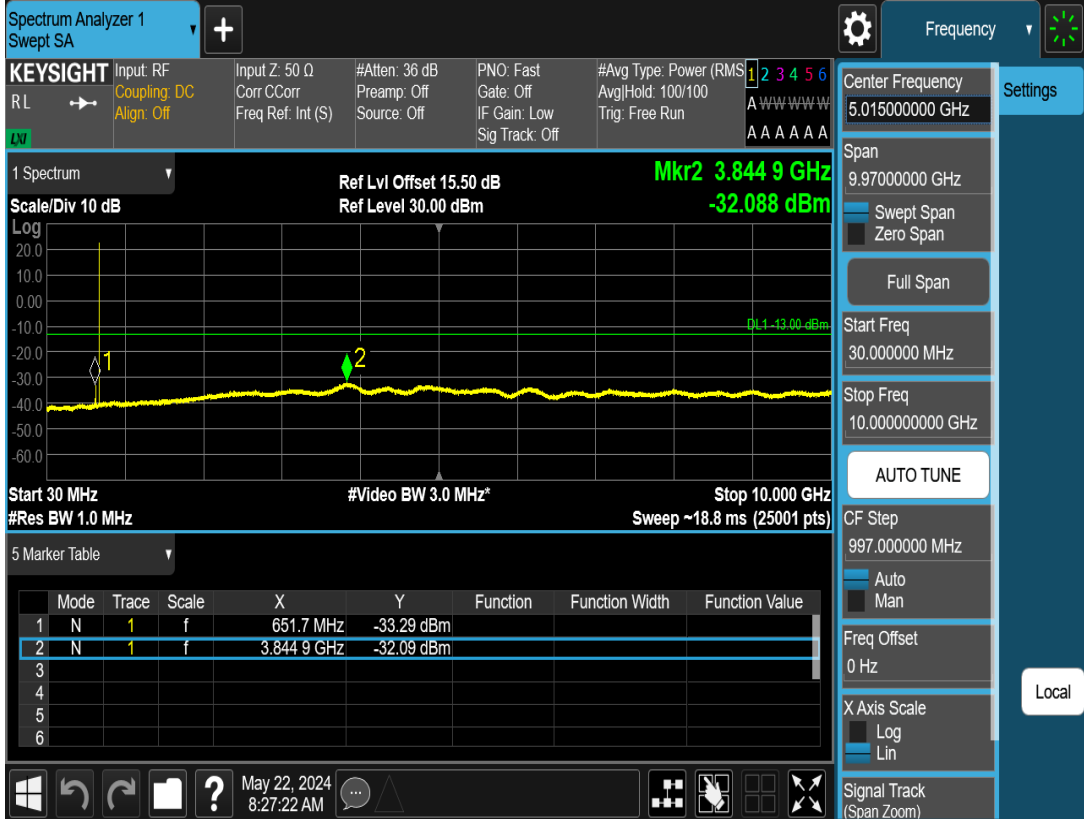 Spectrum Analyzer 1
Swept SA
+
Frequency
KEYSIGHT
RL
LXI
Input: RF
Coupling: DC
Align: Off
Input Z: 50 Ω
Corr CCorr
Freq Ref: Int (S)
#Atten: 36 dB
Preamp: Off
Source: Off
PNO: Fast
Gate: Off
IF Gain: Low
Sig Track: Off
#Avg Type: Power (RMS
Avg|Hold: 100/100
Trig: Free Run
1 2 3 4 5 6
A W W W W W
A A A A A A
1 Spectrum
Scale/Div 10 dB
Ref Lvl Offset 15.50 dB
Ref Level 30.00 dBm
Mkr2 3.844 9 GHz
-32.088 dBm
Log
20.0
10.0
0.00
-10.0
-20.0
-30.0
-40.0
-50.0
-60.0
DL1 -13.00 dBm
1
2
Start 30 MHz
#Res BW 1.0 MHz
#Video BW 3.0 MHz*
Stop 10.000 GHz
Sweep ~18.8 ms (25001 pts)
5 Marker Table
Mode Trace Scale X Y Function Function Width Function Value
1 N 1 f 651.7 MHz -33.29 dBm
2 N 1 f 3.844 9 GHz -32.09 dBm
3
4
5
6
?
May 22, 2024
8:27:22 AM
Center Frequency
5.015000000 GHz
Span
9.97000000 GHz
Swept Span
Zero Span
Full Span
Start Freq
30.000000 MHz
Stop Freq
10.000000000 GHz
AUTO TUNE
CF Step
997.000000 MHz
Auto
Man
Freq Offset
0 Hz
X Axis Scale
Log
Lin
Signal Track
(Span Zoom)
Settings
Local